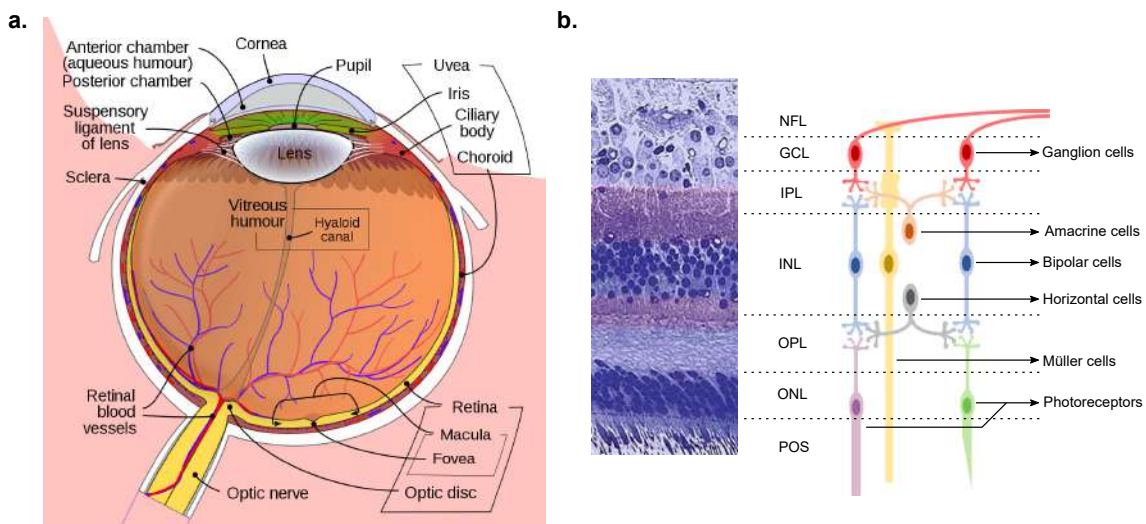 a.
Cornea
Anterior chamber
(aqueous humour)
Posterior chamber
Pupil
Uvea
Iris
Suspensory
ligament
of lens
Ciliary
body
Lens
Choroid
Sclera
Vitreous
humour
Hyaloid
canal
Retinal
blood
vessels
Retina
Macula
Fovea
Optic nerve
Optic disc
b.
NFL
GCL
Ganglion cells
IPL
Amacrine cells
INL
Bipolar cells
Horizontal cells
OPL
Müller cells
ONL
Photoreceptors
POS